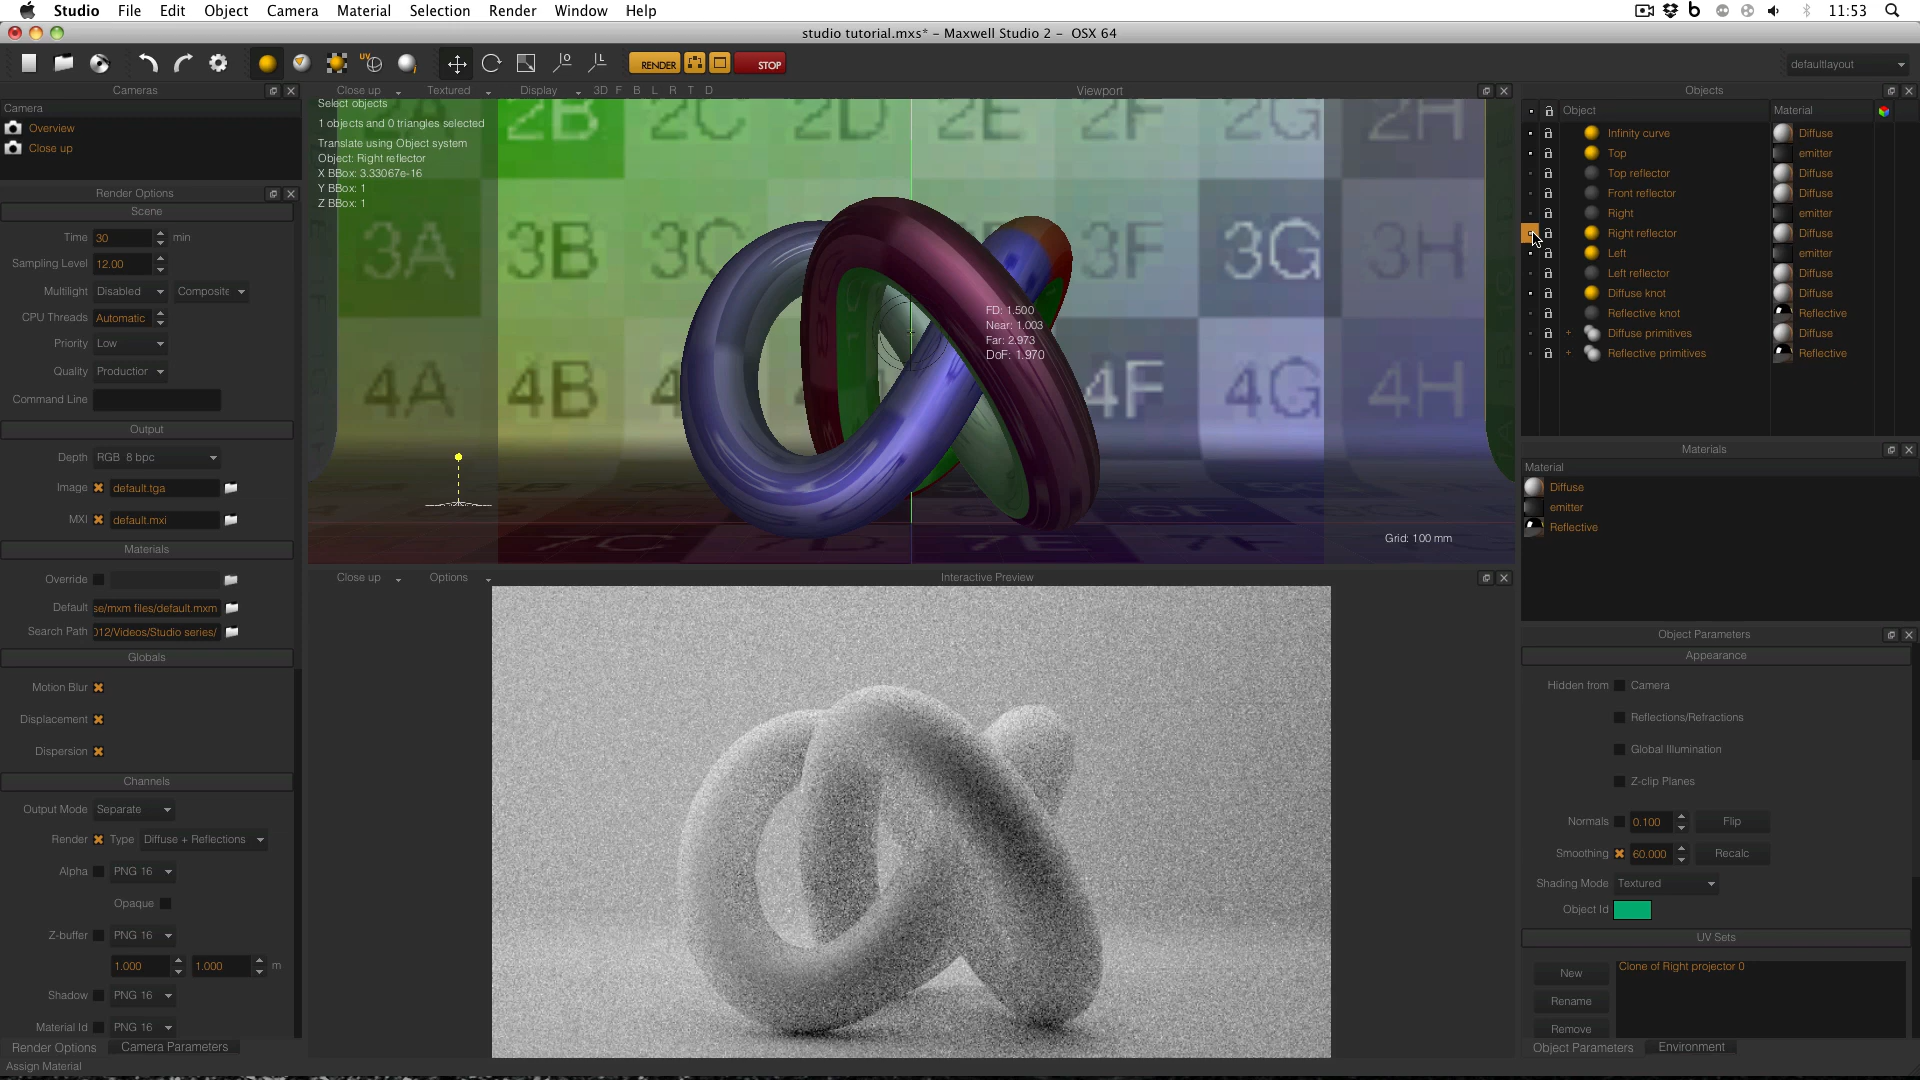 Studio File Edit Object Camera Material Selection Render Window Help 11:53
studio tutorial.mxs* - Maxwell Studio 2 - OSX 64
UV RENDER STOP defaultlayout
Cameras
Camera
Overview
Close up
Render Options
Scene
Time 30 min
Sampling Level 12.00
Multilight Disabled Composite
CPU Threads Automatic
Priority Low
Quality Production
Command Line
Output
Depth RGB 8 bpc
Image default.tga
MXI default.mxi
Materials
Override
Default se/mxm files/default.mxm
Search Path 012/Videos/Studio series/
Globals
Motion Blur
Displacement
Dispersion
Channels
Output Mode Separate
Render Type Diffuse + Reflections
Alpha PNG 16
Opaque
Z-buffer PNG 16
1.000 1.000 m
Shadow PNG 16
Material Id PNG 16
Render Options Camera Parameters
Assign Material
Close up Textured Display 3D F B L R T D Viewport
Select objects
1 objects and 0 triangles selected
Translate using Object system
Object: Right reflector
X BBox: 3.33067e-16
Y BBox: 1
Z BBox: 1
2B 2C 2D 2E 2F 2G 2H
3A 3B 3F 3G 3H
4A 4B 4F 4G 4H
7C 7E 7F
FD: 1.500
Near: 1.003
Far: 2.973
DoF: 1.970
Grid: 100 mm
Close up Options Interactive Preview
Objects
Object Material
Infinity curve Diffuse
Top emitter
Top reflector Diffuse
Front reflector Diffuse
Right emitter
Right reflector Diffuse
Left emitter
Left reflector Diffuse
Diffuse knot Diffuse
Reflective knot Reflective
+ Diffuse primitives Diffuse
+ Reflective primitives Reflective
Materials
Material
Diffuse
emitter
Reflective
Object Parameters
Appearance
Hidden from Camera
Reflections/Refractions
Global Illumination
Z-clip Planes
Normals 0.100 Flip
Smoothing 60.000 Recalc
Shading Mode Textured
Object Id
UV Sets
New Clone of Right projector 0
Rename
Remove
Object Parameters Environment